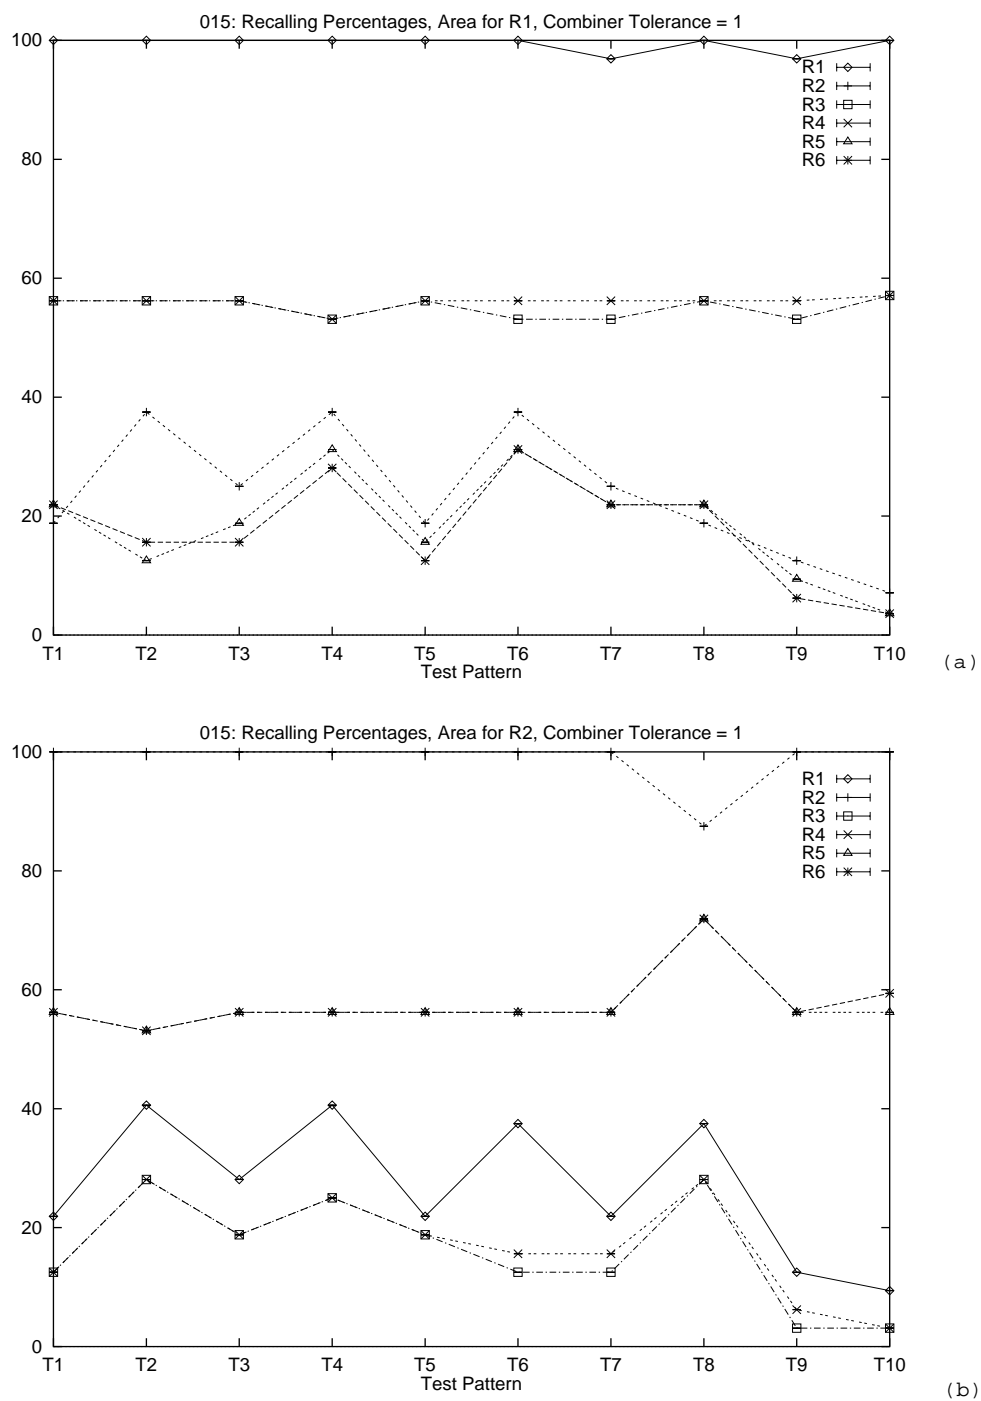 015: Recalling Percentages, Area for R1, Combiner Tolerance = 1
100
80
60
40
20
0
R1
R2
R3
R4
R5
R6
T1 T2 T3 T4 T5 T6 T7 T8 T9 T10
Test Pattern
(a)
015: Recalling Percentages, Area for R2, Combiner Tolerance = 1
100
80
60
40
20
0
R1
R2
R3
R4
R5
R6
T1 T2 T3 T4 T5 T6 T7 T8 T9 T10
Test Pattern
(b)